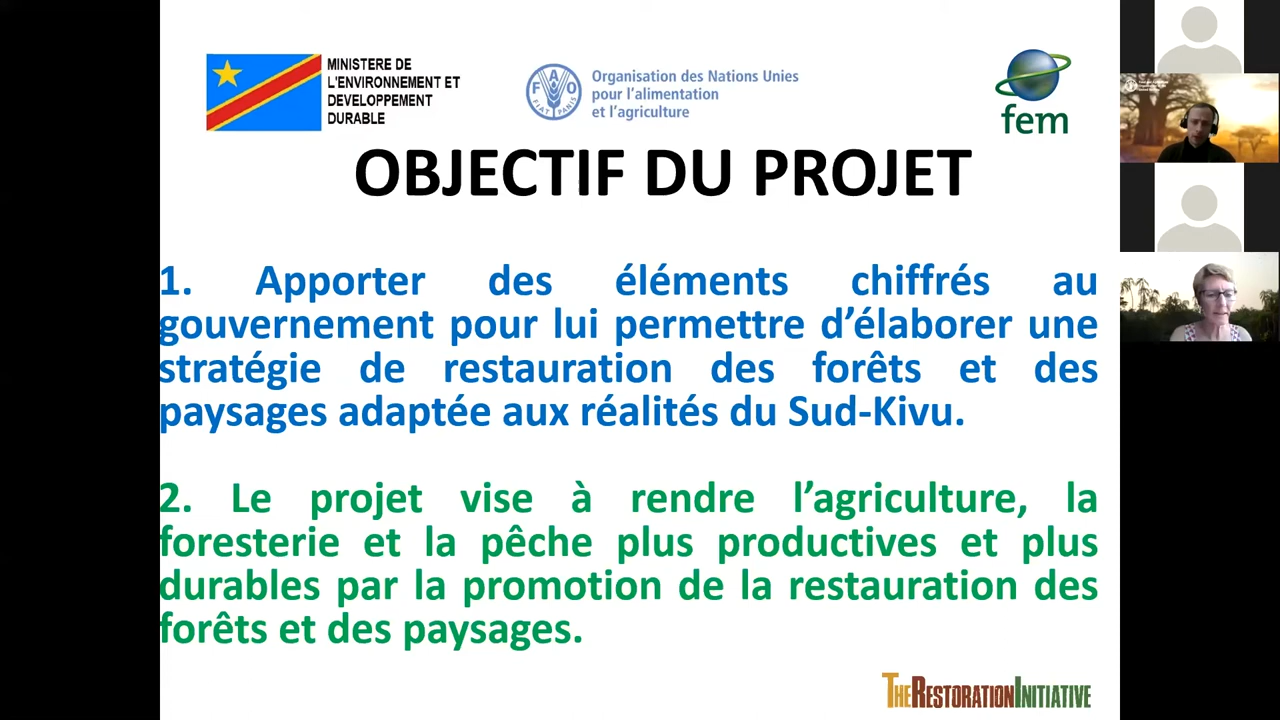 MINISTERE DE
L'ENVIRONNEMENT ET
DEVELOPPEMENT
DURABLE
F A O
FIAT PANIS
Organisation des Nations Unies
pour l'alimentation
et l'agriculture
fem
OBJECTIF DU PROJET
1. Apporter des éléments chiffrés au
gouvernement pour lui permettre d’élaborer une
stratégie de restauration des forêts et des
paysages adaptée aux réalités du Sud-Kivu.
2. Le projet vise à rendre l’agriculture, la
foresterie et la pêche plus productives et plus
durables par la promotion de la restauration des
forêts et des paysages.
THERESTORATIONINITIATIVE